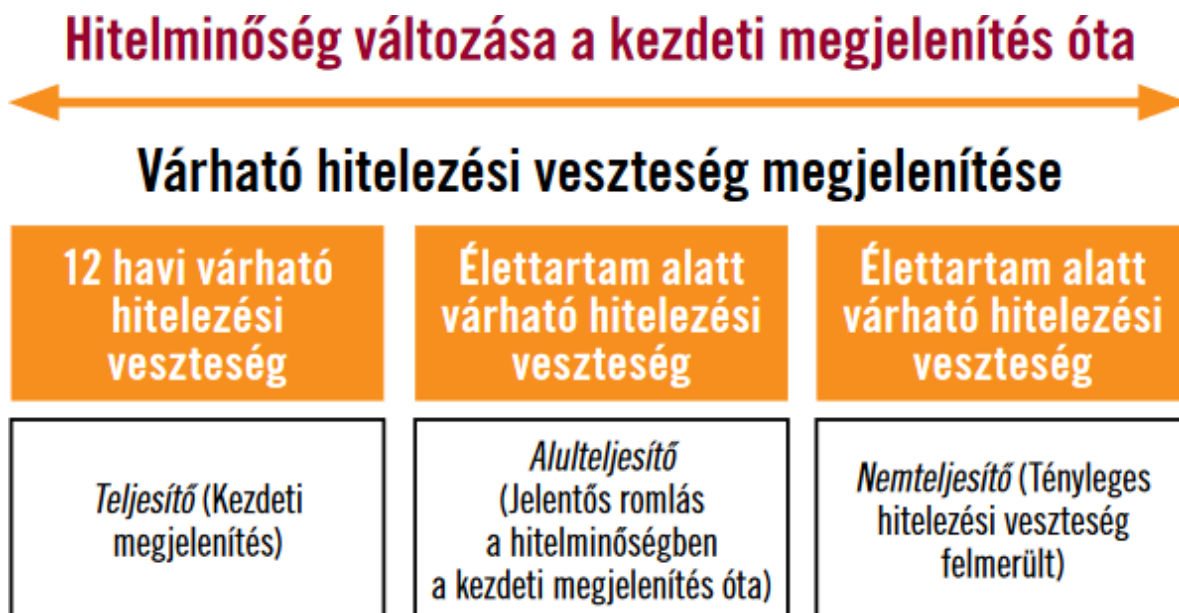 Hitelminőség változása a kezdeti megjelenítés óta
Várható hitelezési veszteség megjelenítése
12 havi várható
hitelezési
veszteség
Élettartam alatt
várható hitelezési
veszteség
Élettartam alatt
várható hitelezési
veszteség
Teljesítő (Kezdeti
megjelenítés)
Alulteljesítő
(Jelentős romlás
a hitelminőségben
a kezdeti megjelenítés óta)
Nemteljesítő (Tényleges
hitelezési veszteség
felmerült)